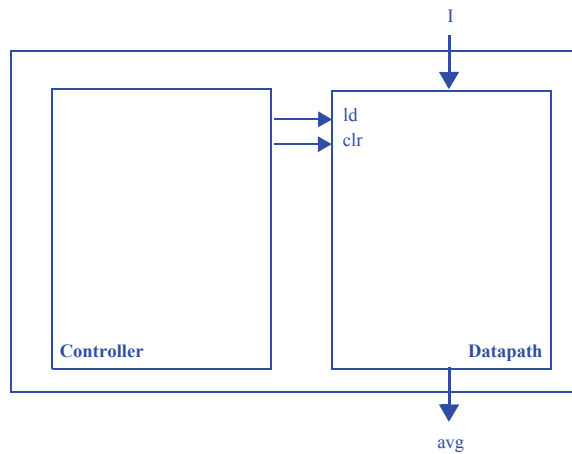 I
ld
clr
Controller
Datapath
avg